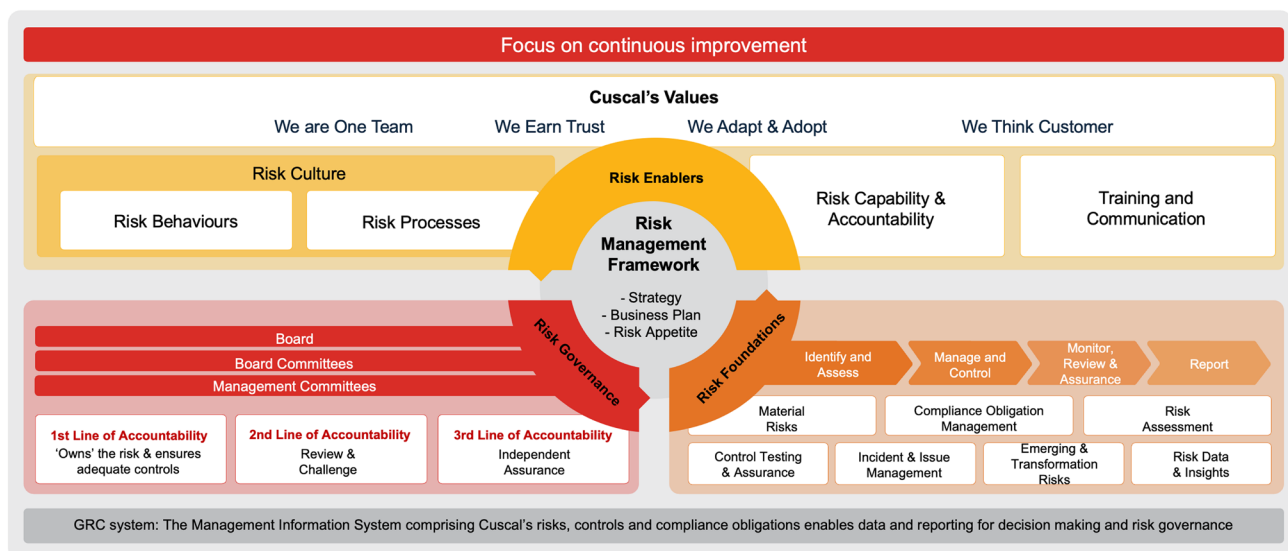 Focus on continuous improvement
Cuscal's Values
We are One Team
We Earn Trust
We Adapt & Adopt
We Think Customer
Risk Culture
Risk Behaviours
Risk Processes
Risk Enablers
Risk Capability &
Accountability
Training and
Communication
Risk
Management
Framework
- Strategy
- Business Plan
- Risk Appetite
Risk Governance
Board
Board Committees
Management Committees
1st Line of Accountability
'Owns' the risk & ensures
adequate controls
2nd Line of Accountability
Review &
Challenge
3rd Line of Accountability
Independent
Assurance
Risk Foundations
Identify and
Assess
Manage and
Control
Monitor,
Review &
Assurance
Report
Material
Risks
Compliance Obligation
Management
Risk
Assessment
Control Testing
& Assurance
Incident & Issue
Management
Emerging &
Transformation
Risks
Risk Data
& Insights
GRC system: The Management Information System comprising Cuscal's risks, controls and compliance obligations enables data and reporting for decision making and risk governance